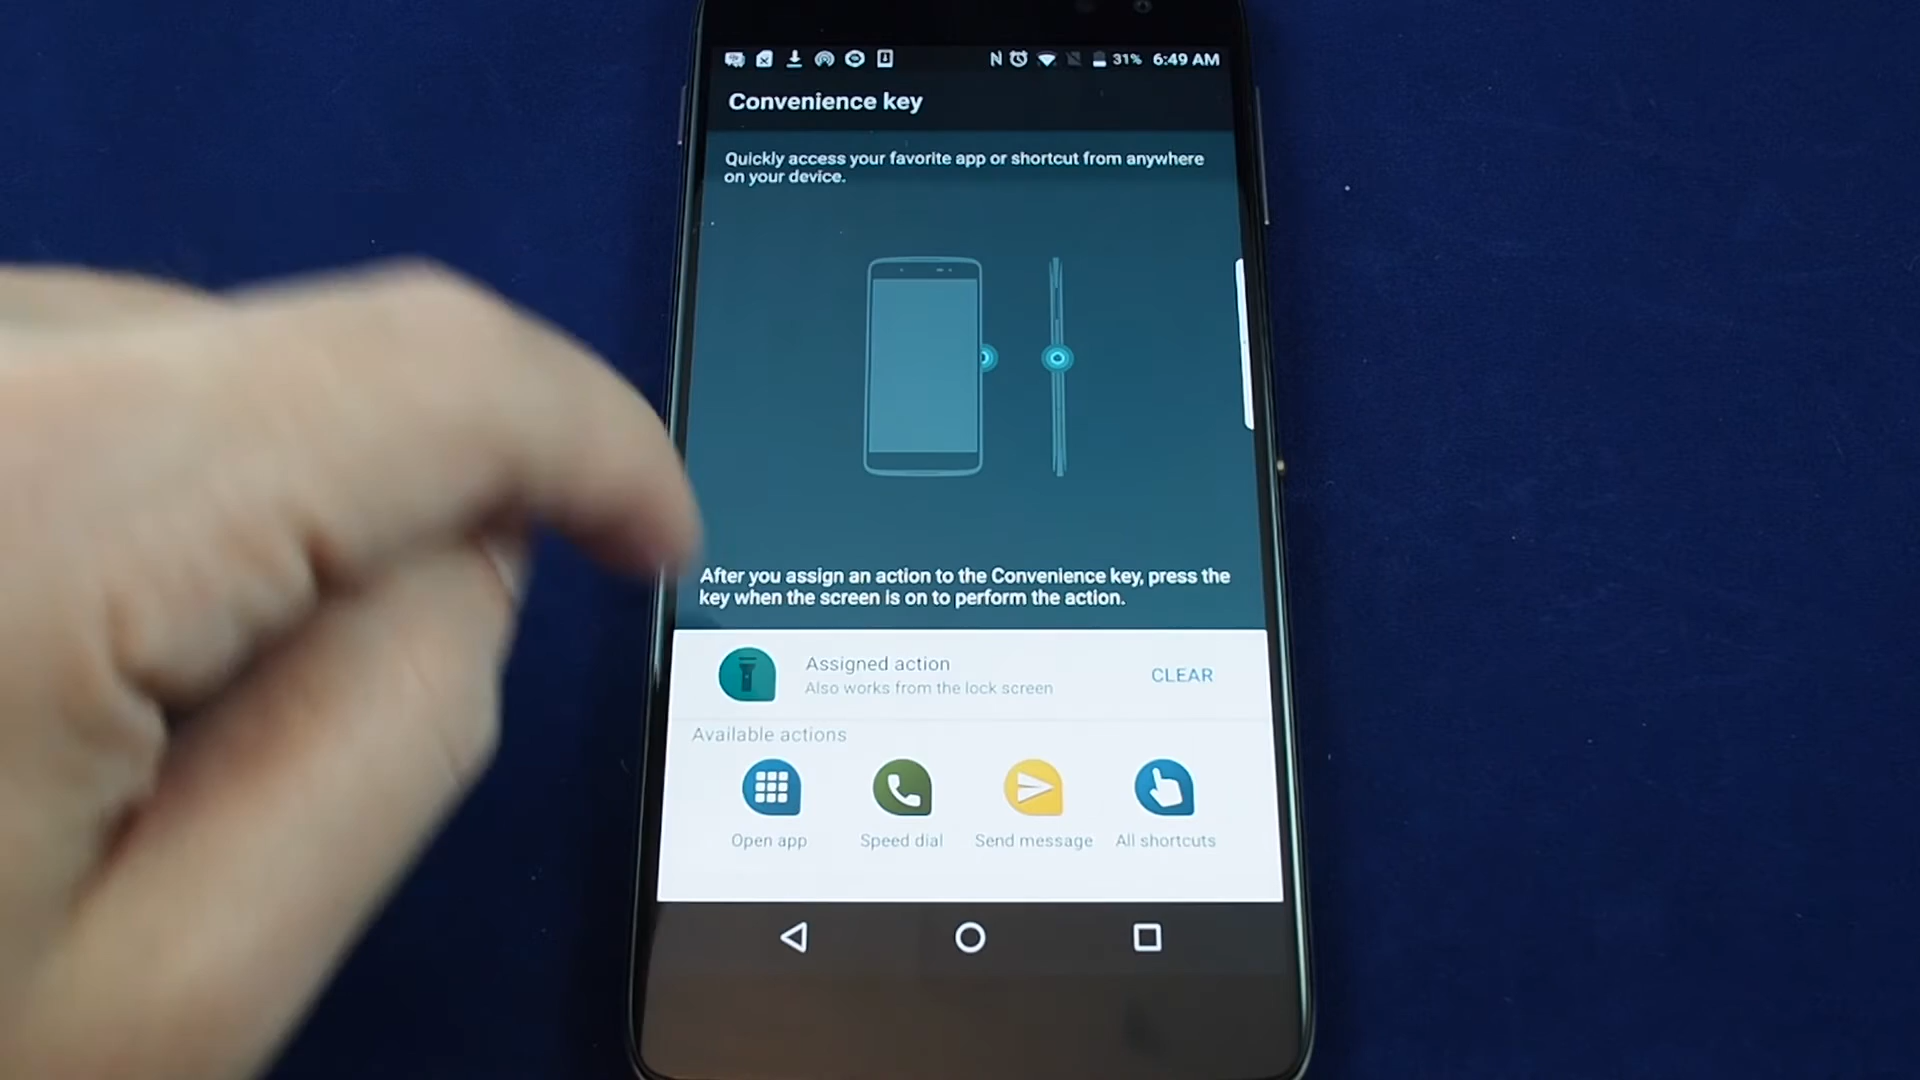 31% 6:49 AM
Convenience key
Quickly access your favorite app or shortcut from anywhere
on your device.
After you assign an action to the Convenience key, press the
key when the screen is on to perform the action.
Assigned action
Also works from the lock screen
CLEAR
Available actions
Open app
Speed dial
Send message
All shortcuts